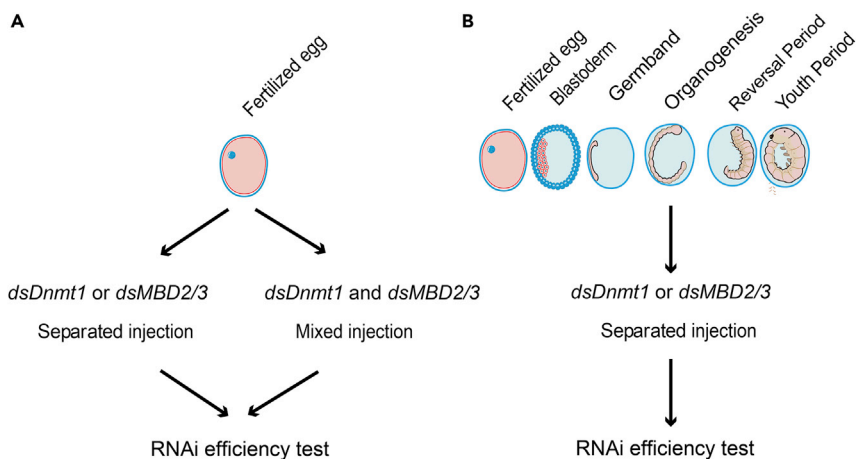 A
Fertilized egg
dsDnmt1 or dsMBD2/3
Separated injection
dsDnmt1 and dsMBD2/3
Mixed injection
RNAi efficiency test
B
Fertilized egg
Blastoderm
Germband
Organogenesis
Reversal Period
Youth Period
dsDnmt1 or dsMBD2/3
Separated injection
RNAi efficiency test